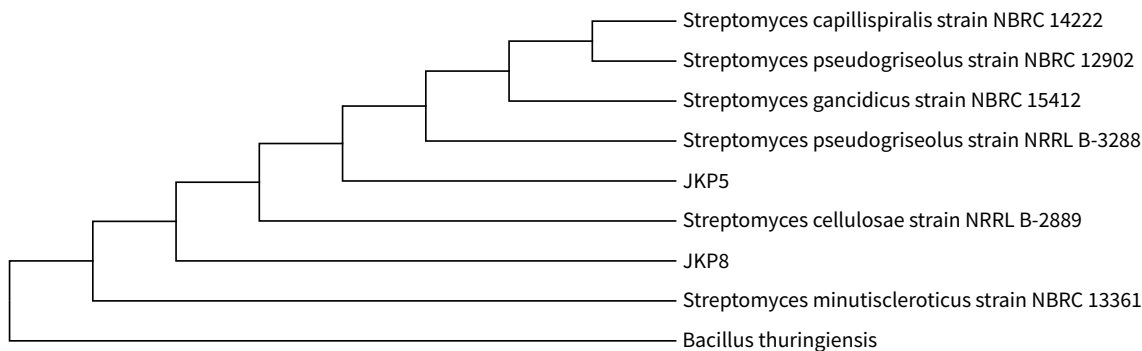 Streptomyces capillispiralis strain NBRC 14222
Streptomyces pseudogriseolus strain NBRC 12902
Streptomyces gancidicus strain NBRC 15412
Streptomyces pseudogriseolus strain NRRL B-3288
JKP5
Streptomyces cellulosae strain NRRL B-2889
JKP8
Streptomyces minutiscleroticus strain NBRC 13361
Bacillus thuringiensis